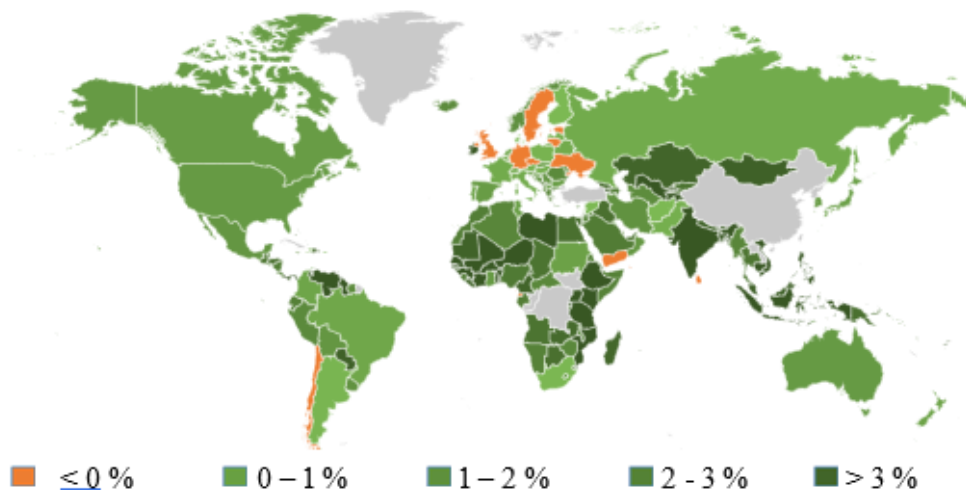 < 0 % 0 – 1 % 1 – 2 % 2 - 3 % > 3 %